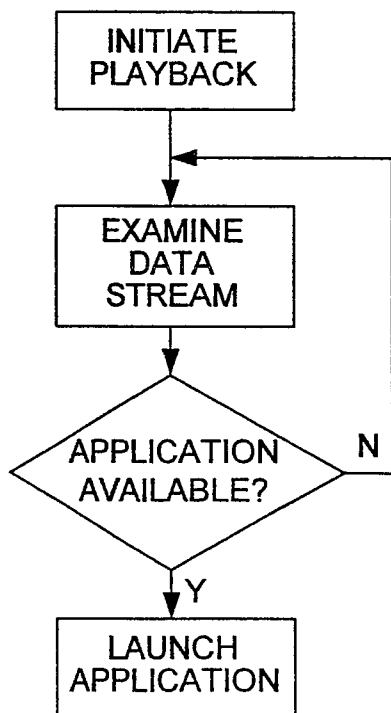 INITIATE
PLAYBACK
EXAMINE
DATA
STREAM
APPLICATION
AVAILABLE?
N
Y
LAUNCH
APPLICATION